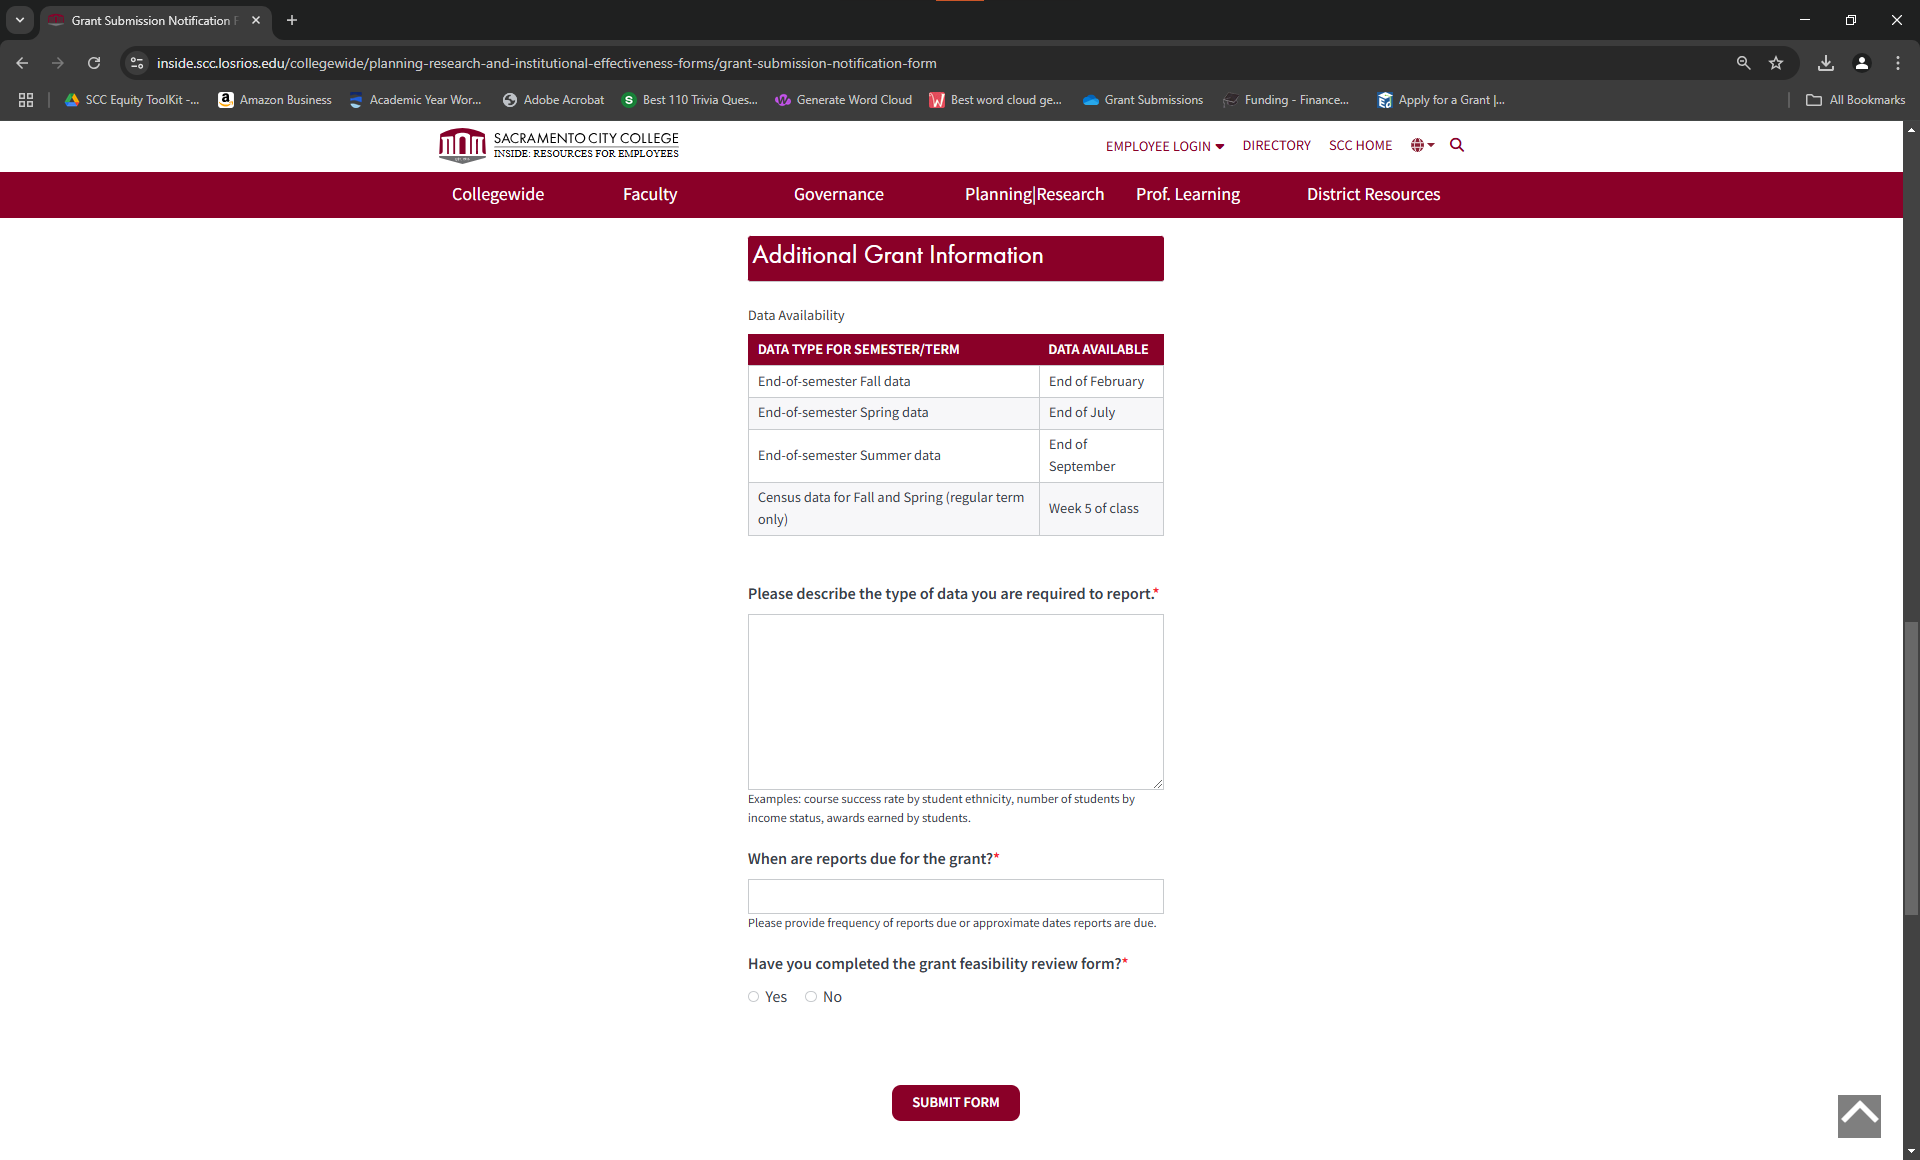 Grant Submission Notification F
inside.scc.losrios.edu/collegewide/planning-research-and-institutional-effectiveness-forms/grant-submission-notification-form
SCC Equity ToolKit -...
Amazon Business
Academic Year Wor...
Adobe Acrobat
Best 110 Trivia Ques...
Generate Word Cloud
Best word cloud ge...
Grant Submissions
Funding - Finance...
Apply for a Grant |...
All Bookmarks
SACRAMENTO CITY COLLEGE
INSIDE: RESOURCES FOR EMPLOYEES
EMPLOYEE LOGIN
DIRECTORY
SCC HOME
Collegewide
Faculty
Governance
Planning|Research
Prof. Learning
District Resources
Additional Grant Information
Data Availability
DATA TYPE FOR SEMESTER/TERM
DATA AVAILABLE
End-of-semester Fall data
End of February
End-of-semester Spring data
End of July
End-of-semester Summer data
End of
September
Census data for Fall and Spring (regular term
only)
Week 5 of class
Please describe the type of data you are required to report.*
Examples: course success rate by student ethnicity, number of students by
income status, awards earned by students.
When are reports due for the grant?*
Please provide frequency of reports due or approximate dates reports are due.
Have you completed the grant feasibility review form?*
Yes
No
SUBMIT FORM